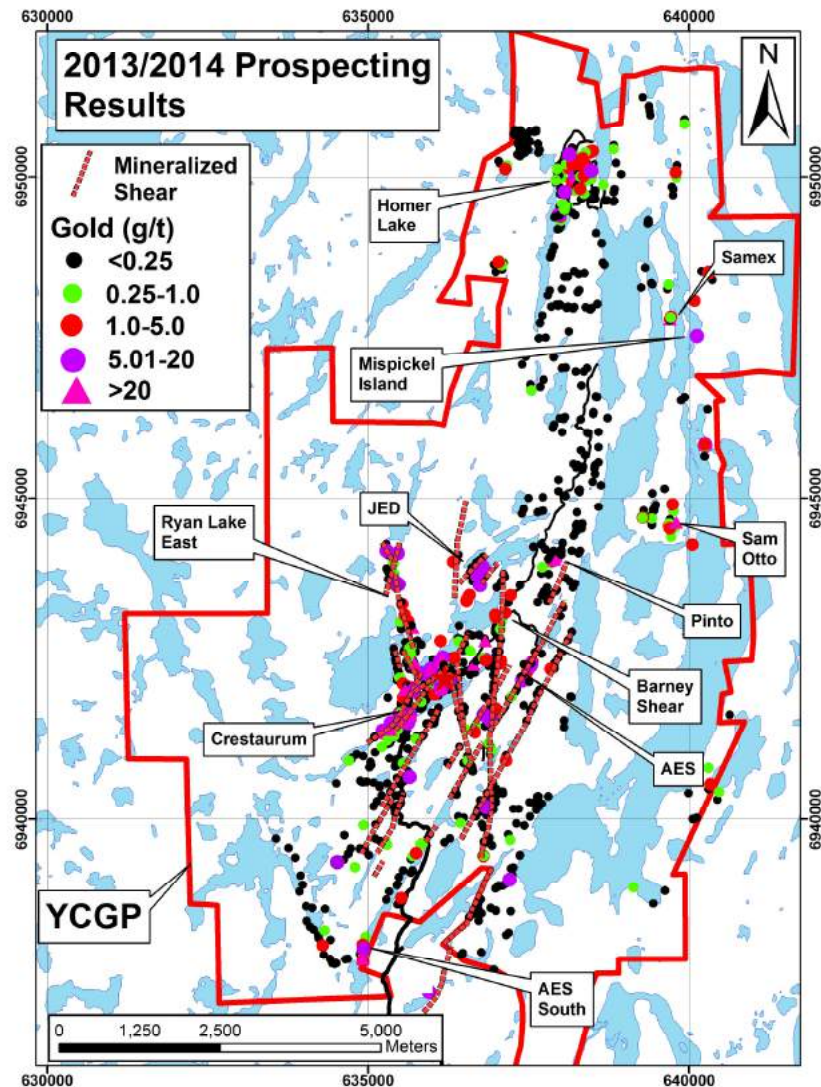 630000
635000
640000
2013/2014 Prospecting
Results
N
Mineralized
Shear
Gold (g/t)
<0.25
0.25-1.0
1.0-5.0
5.01-20
>20
6950000
6950000
Homer
Lake
Samex
Mispickel
Island
6945000
6945000
Ryan Lake
East
JED
Sam
Otto
Pinto
Barney
Shear
Crestaurum
AES
6940000
6940000
YCGP
AES
South
0
1,250
2,500
5,000
Meters
630000
635000
640000